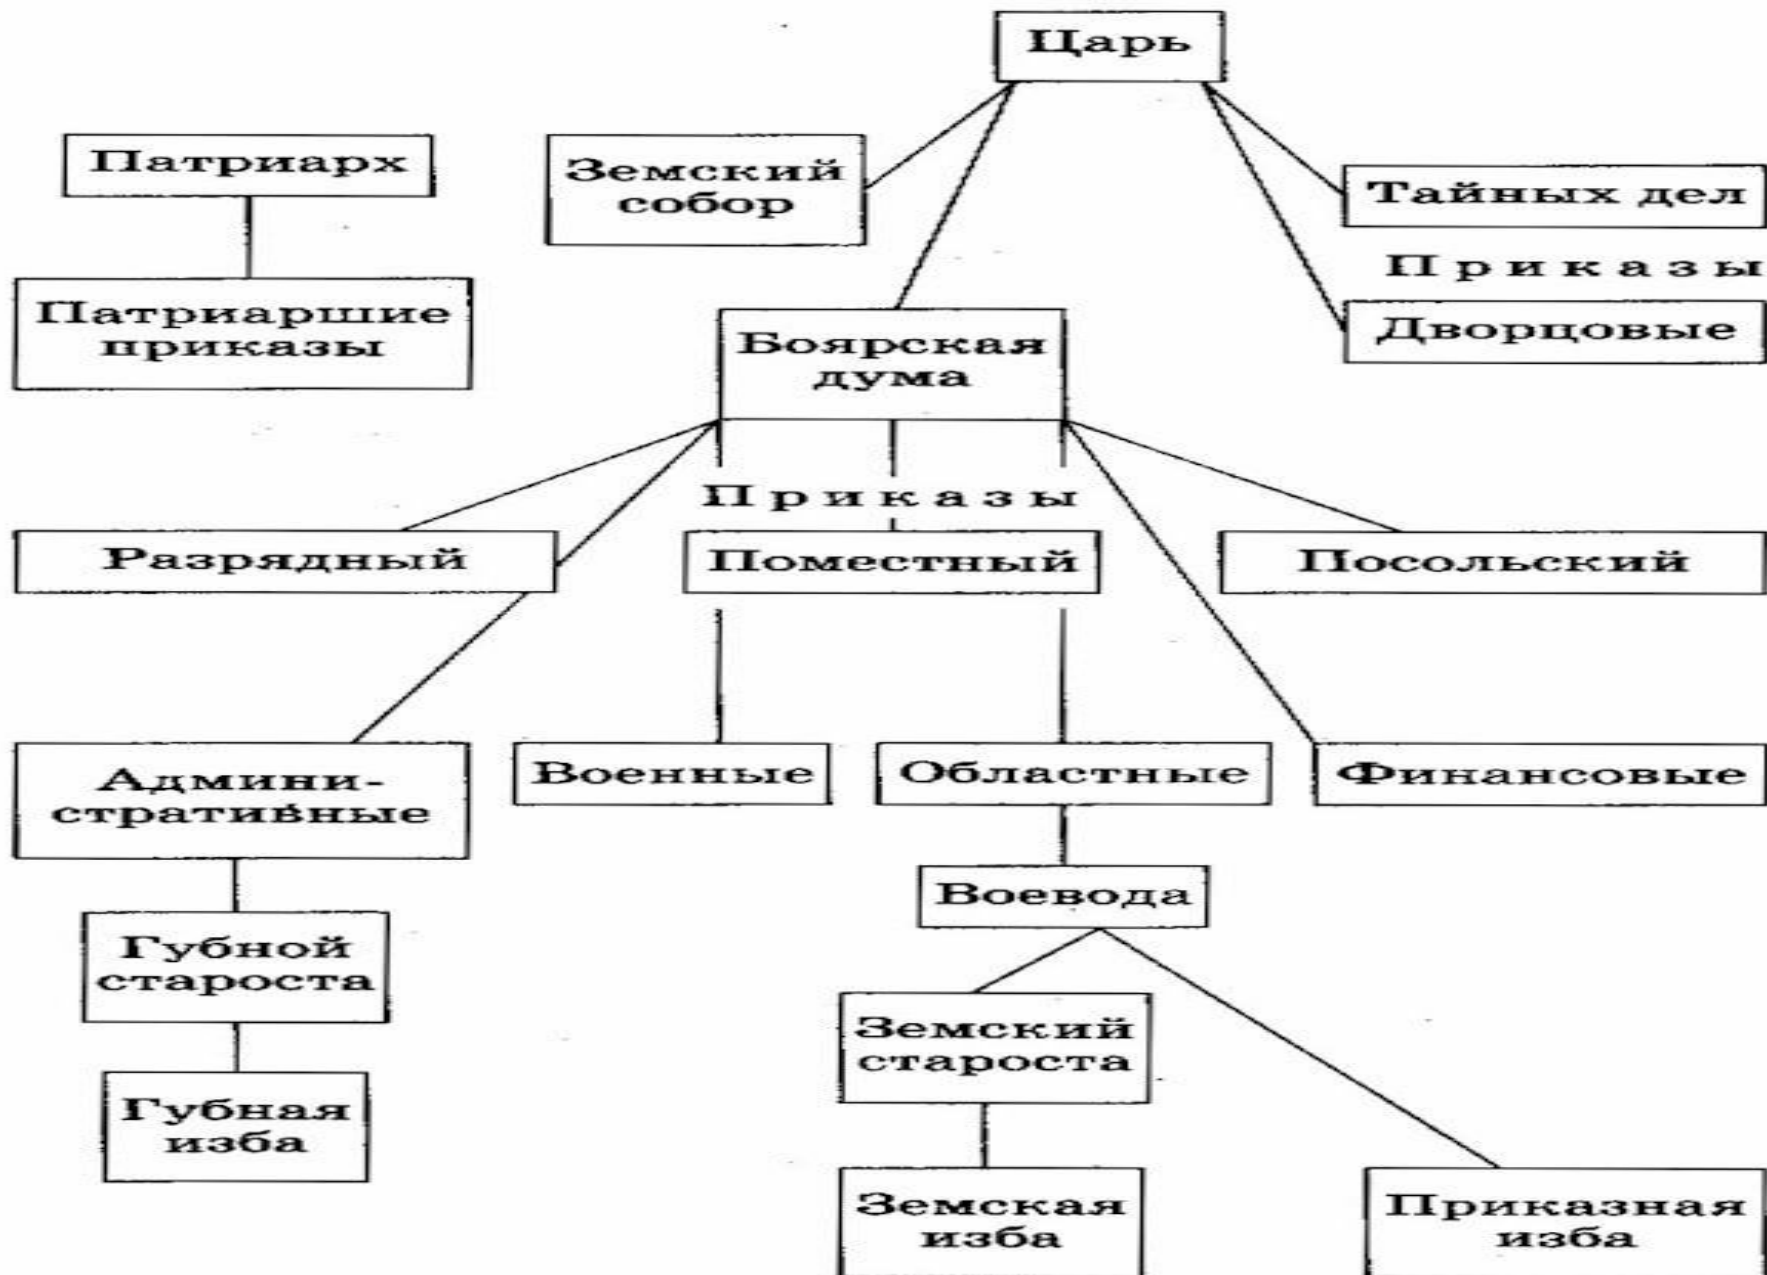 Царь
Патриарх
Земский
собор
Тайных дел
Приказы
Дворцовые
Патриаршие
приказы
Боярская
дума
Приказы
Разрядный
Поместный
Посольский
Админи-
стративные
Военные
Областные
Финансовые
Воевода
Губной
староста
Земский
староста
Губная
изба
Земская
изба
Приказная
изба